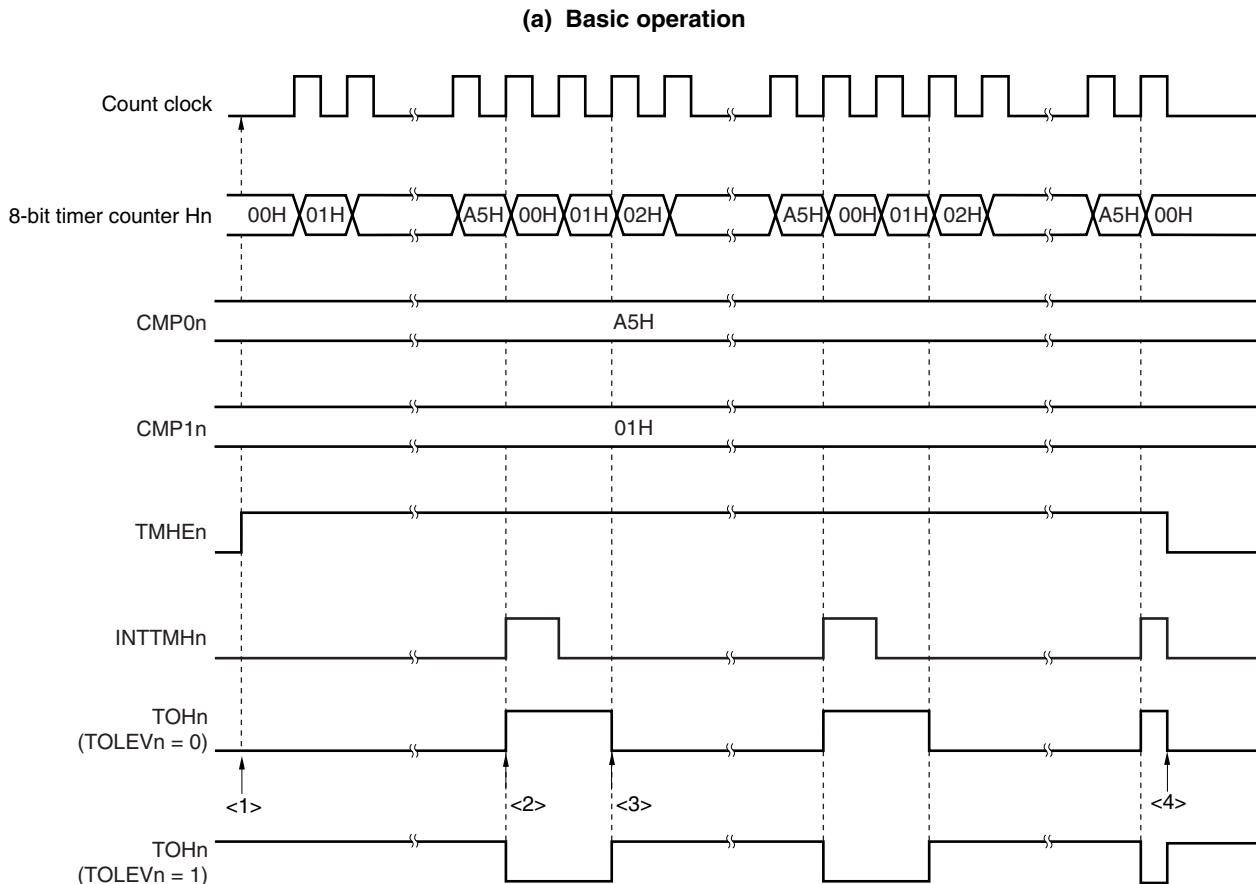 (a) Basic operation
Count clock
8-bit timer counter Hn
00H 01H A5H 00H 01H 02H A5H 00H 01H 02H A5H 00H
CMP0n
A5H
CMP1n
01H
TMHEn
INTTMHn
TOHn
(TOLEVn = 0)
<1> <2> <3> <4>
TOHn
(TOLEVn = 1)